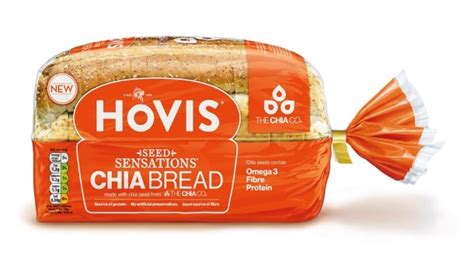 NEW
HOVIS
SEED
SENSATIONS
CHIA BREAD
made with chia seed from THE CHIA CO.
Source of protein No artificial preservatives Good source of fibre
THE CHIA CO.
*Chia seeds contain
Omega 3
Fibre
Protein